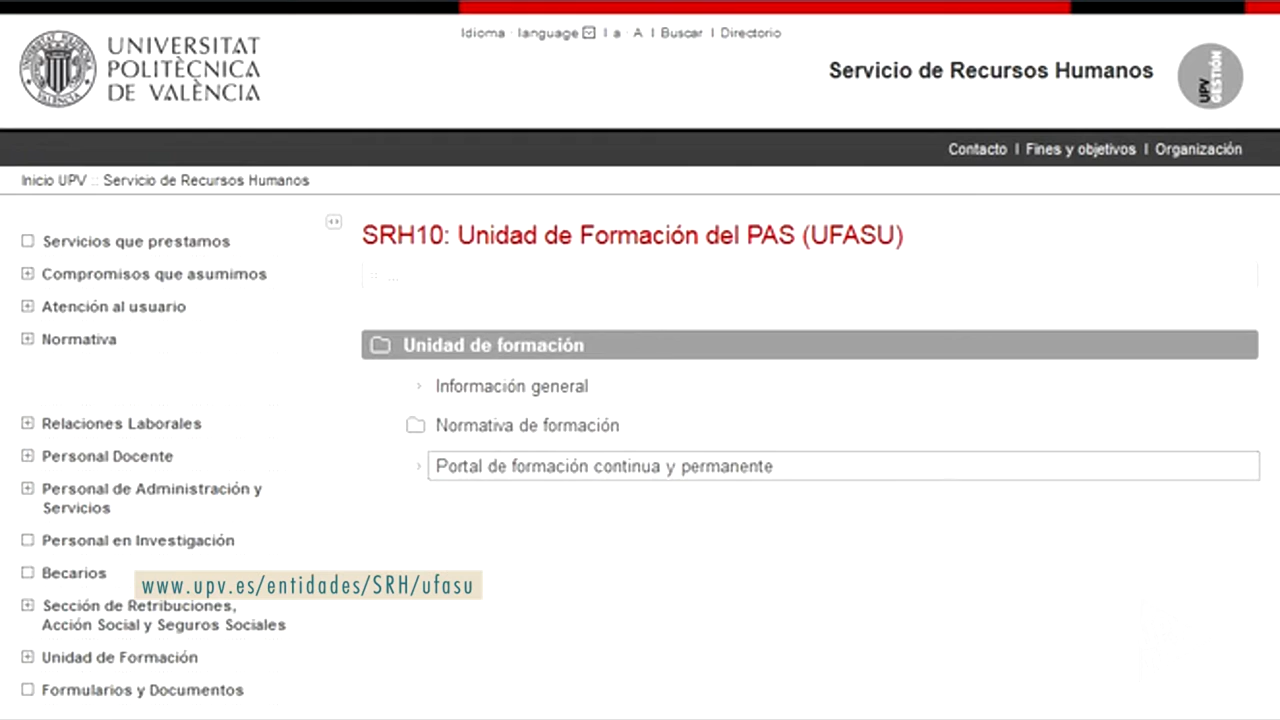 Idioma · language | a · A | Buscar | Directorio
UNIVERSITAT
POLITÈCNICA
DE VALÈNCIA
Servicio de Recursos Humanos
UPV
GESTIÓN
Contacto | Fines y objetivos | Organización
Inicio UPV :: Servicio de Recursos Humanos
Servicios que prestamos
Compromisos que asumimos
Atención al usuario
Normativa
Relaciones Laborales
Personal Docente
Personal de Administración y
Servicios
Personal en Investigación
Becarios
www.upv.es/entidades/SRH/ufasu
Sección de Retribuciones,
Acción Social y Seguros Sociales
Unidad de Formación
Formularios y Documentos
SRH10: Unidad de Formación del PAS (UFASU)
:: ...
Unidad de formación
Información general
Normativa de formación
Portal de formación continua y permanente